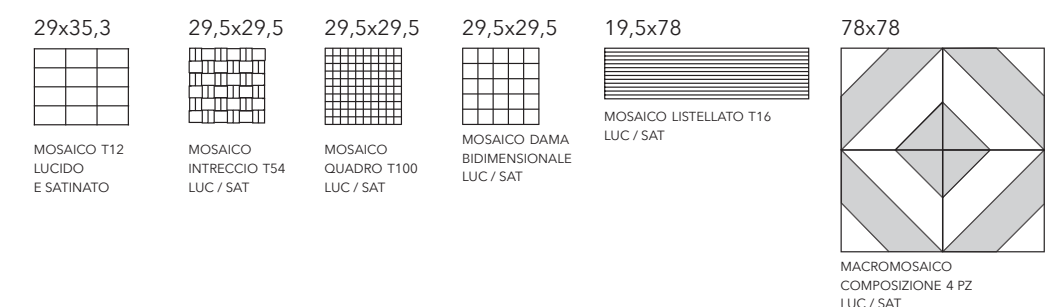 29x35,3
MOSAICO T12
LUCIDO
E SATINATO
29,5x29,5
MOSAICO
INTRECCIO T54
LUC / SAT
29,5x29,5
MOSAICO
QUADRO T100
LUC / SAT
29,5x29,5
MOSAICO DAMA
BIDIMENSIONALE
LUC / SAT
19,5x78
MOSAICO LISTELLATO T16
LUC / SAT
78x78
MACROMOSAICO
COMPOSIZIONE 4 PZ
LUC / SAT